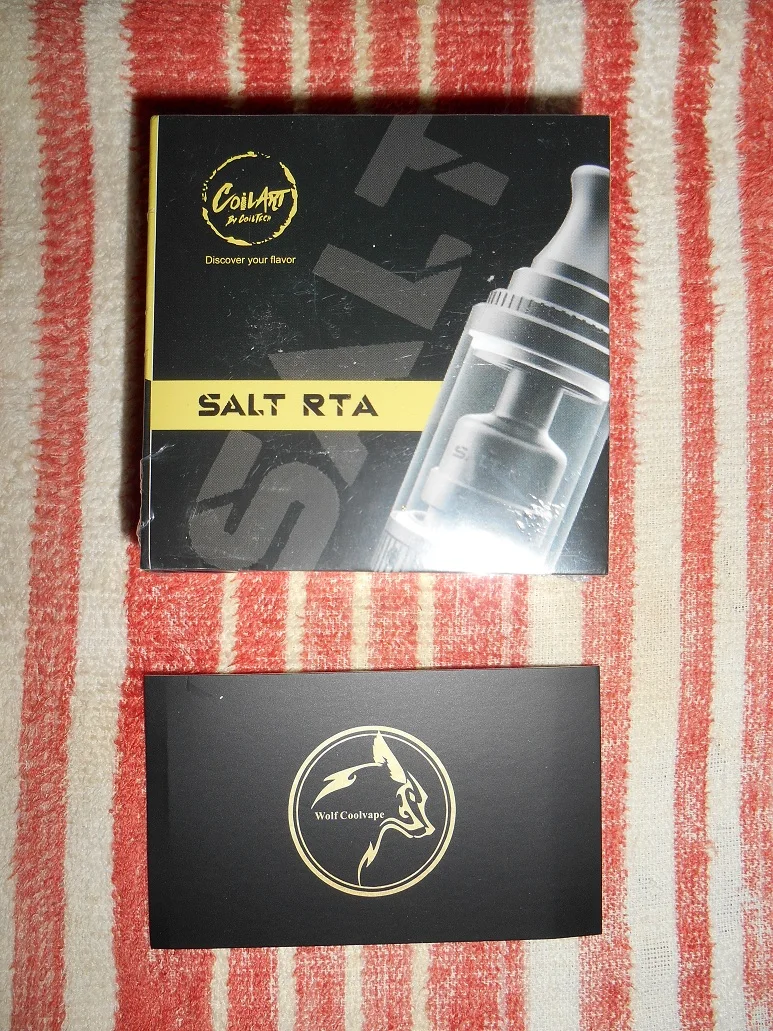 COILART
By CoilTech
Discover your flavor
SALT
SALT RTA
Wolf Coolvape